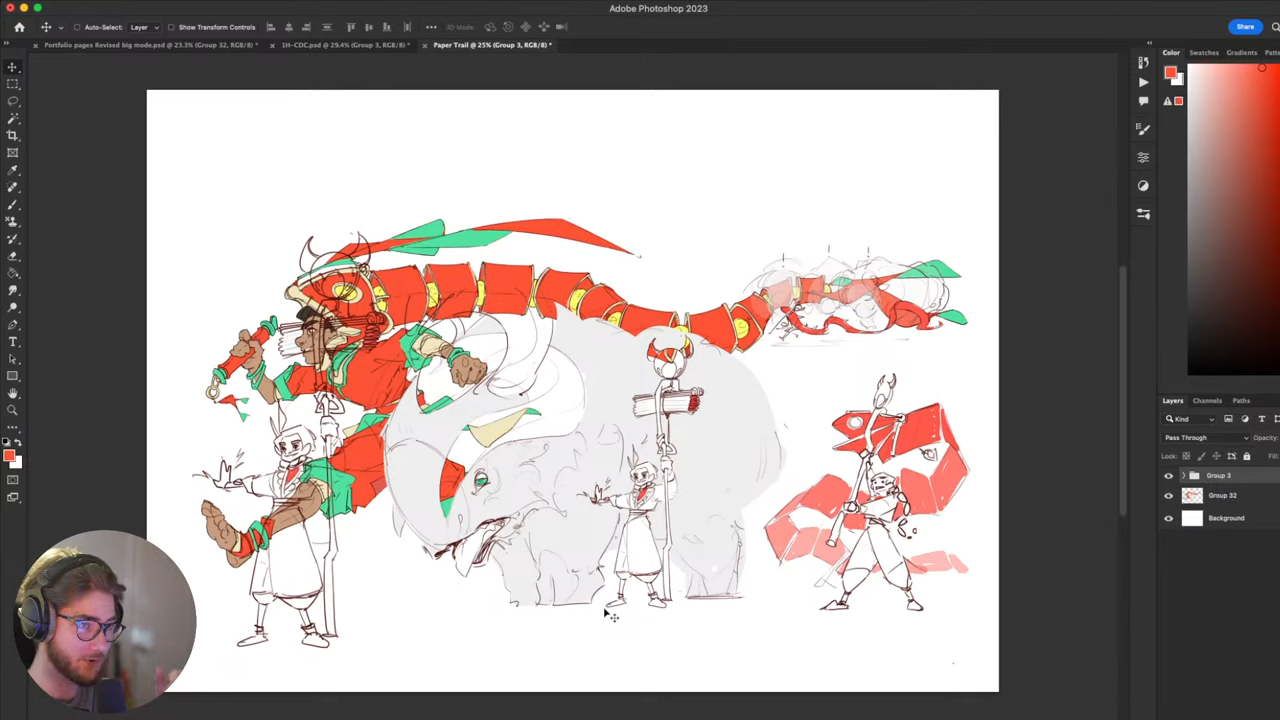 Adobe Photoshop 2023
Auto-Select: Layer Show Transform Controls ••• 3D Mode: Share
Portfolio pages Revised big mode.psd @ 23.3% (Group 32, RGB/8) * 1H-CDC.psd @ 29.4% (Group 3, RGB/8) * Paper Trail @ 25% (Group 3, RGB/8) *
Color Swatches Gradients
Layers Channels Paths
Kind
Pass Through Opacity
Lock:
Group 3
Group 32
Background